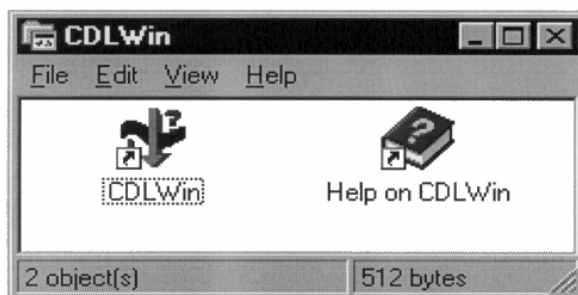 CDLWin
File Edit View Help
CDLWin Help on CDLWin
2 object(s) 512 bytes